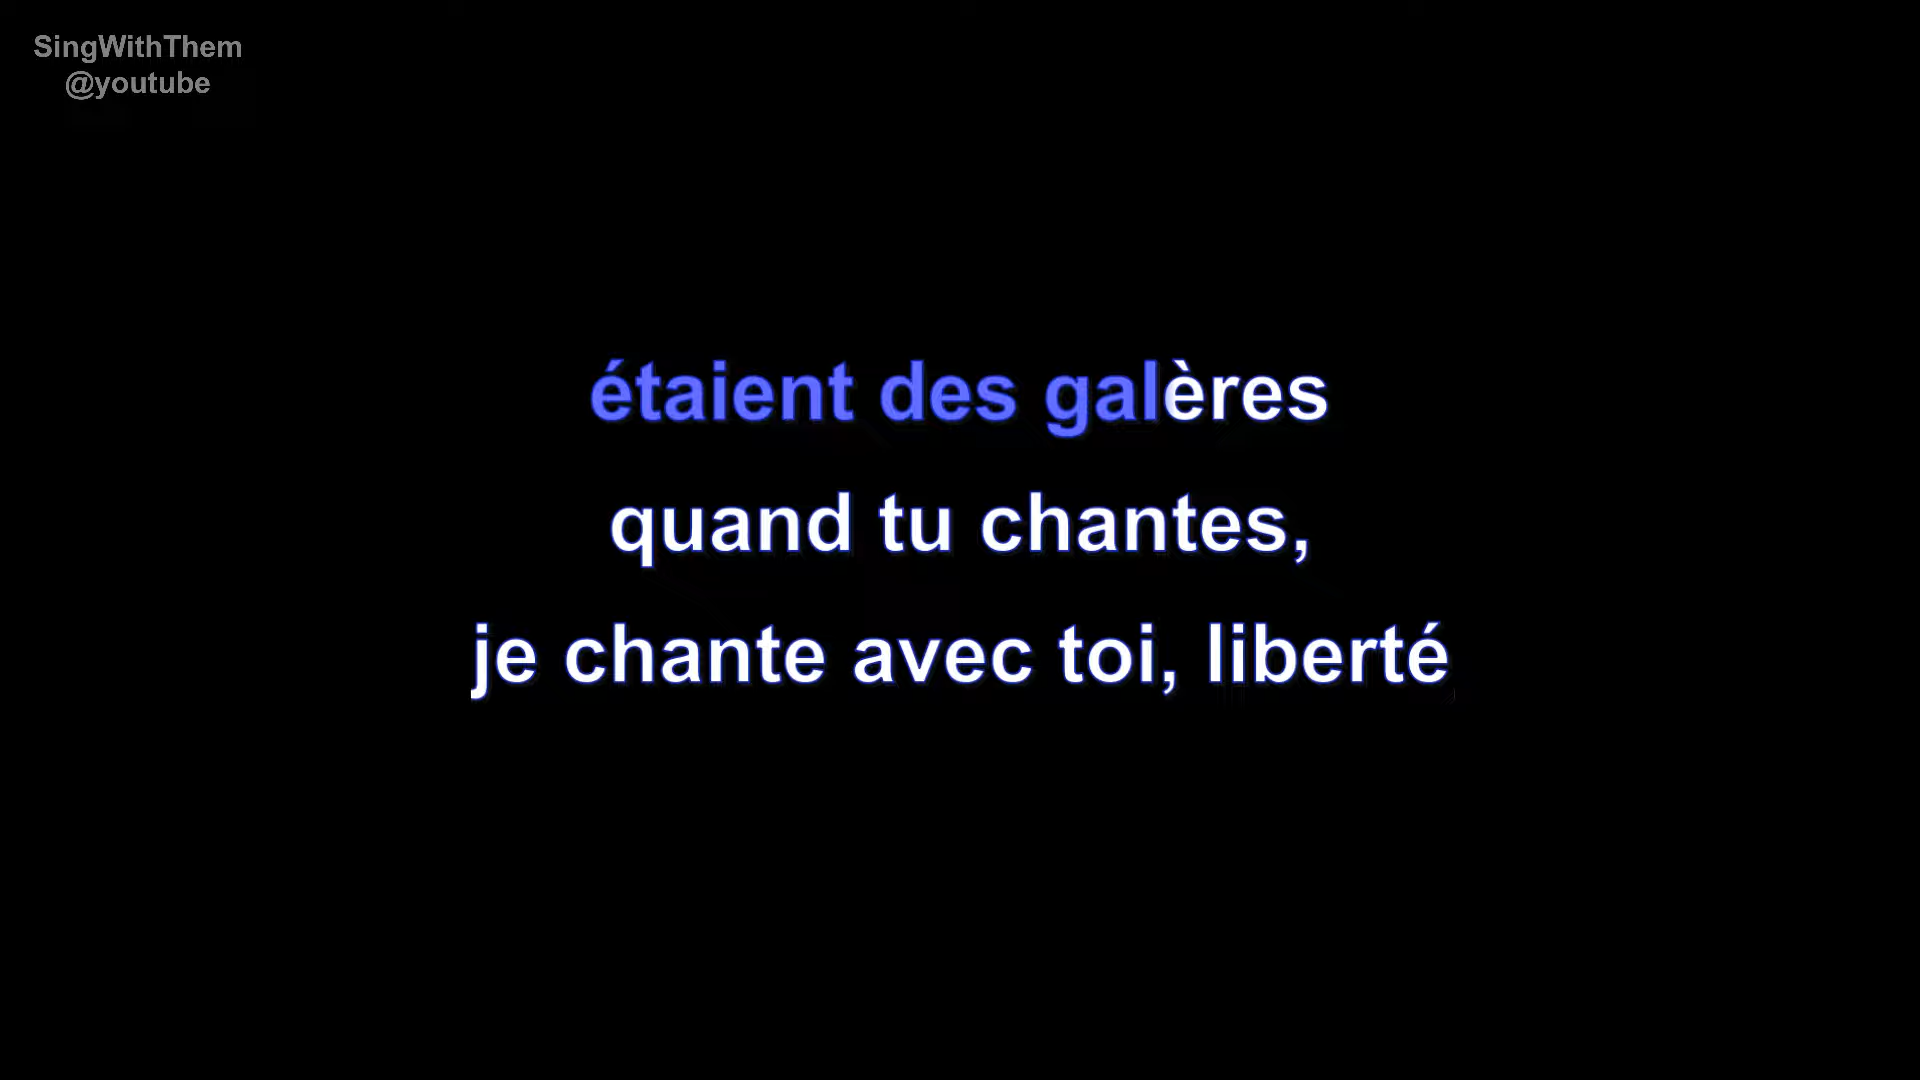 SingWithThem
@youtube
étaient des galères
quand tu chantes,
je chante avec toi, liberté